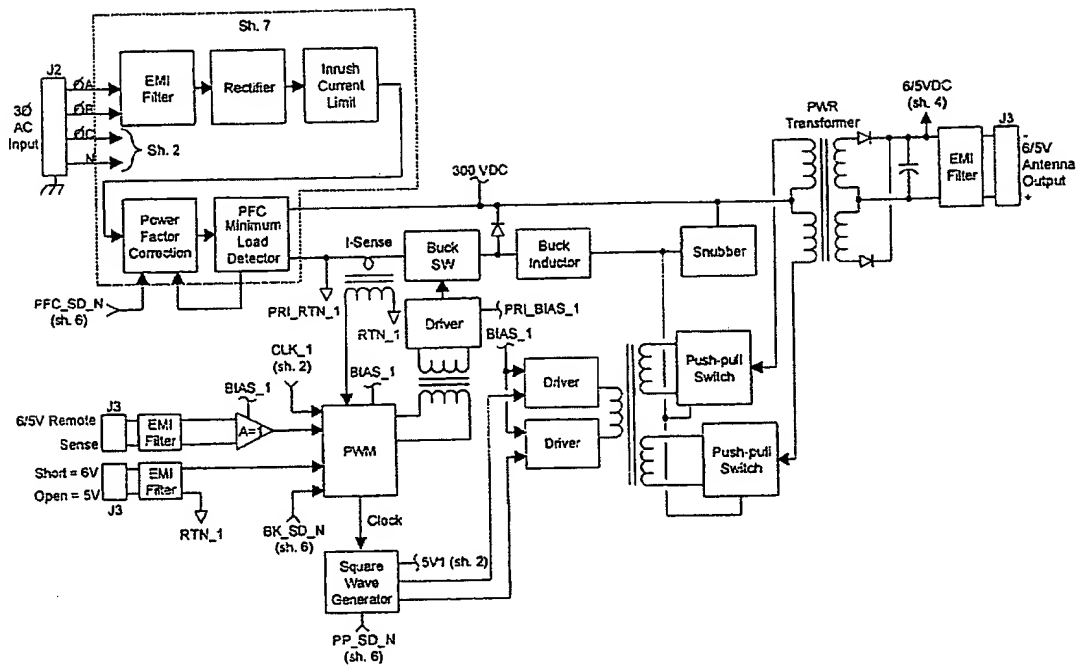 Sh. 7
J2
3Ø
AC
Input
ØA
ØB
ØC
N
Sh. 2
EMI
Filter
Rectifier
Inrush
Current
Limit
Power
Factor
Correction
PFC
Minimum
Load
Detector
PFC_SD_N
(sh. 6)
300 VDC
I-Sense
Buck
SW
Buck
Inductor
Snubber
PWR
Transformer
6/5VDC
(sh. 4)
EMI
Filter
J3
-
6/5V
Antenna
Output
+
PRI_RTN_1
RTN_1
Driver
PRI_BIAS_1
BIAS_1
CLK_1
(sh. 2)
BIAS_1
BIAS_1
6/5V Remote
Sense
J3
EMI
Filter
A=1
Short = 6V
Open = 5V
J3
EMI
Filter
RTN_1
PWM
BK_SD_N
(sh. 6)
Clock
Driver
Driver
Push-pull
Switch
Push-pull
Switch
Square
Wave
Generator
5V1 (sh. 2)
PP_SD_N
(sh. 6)